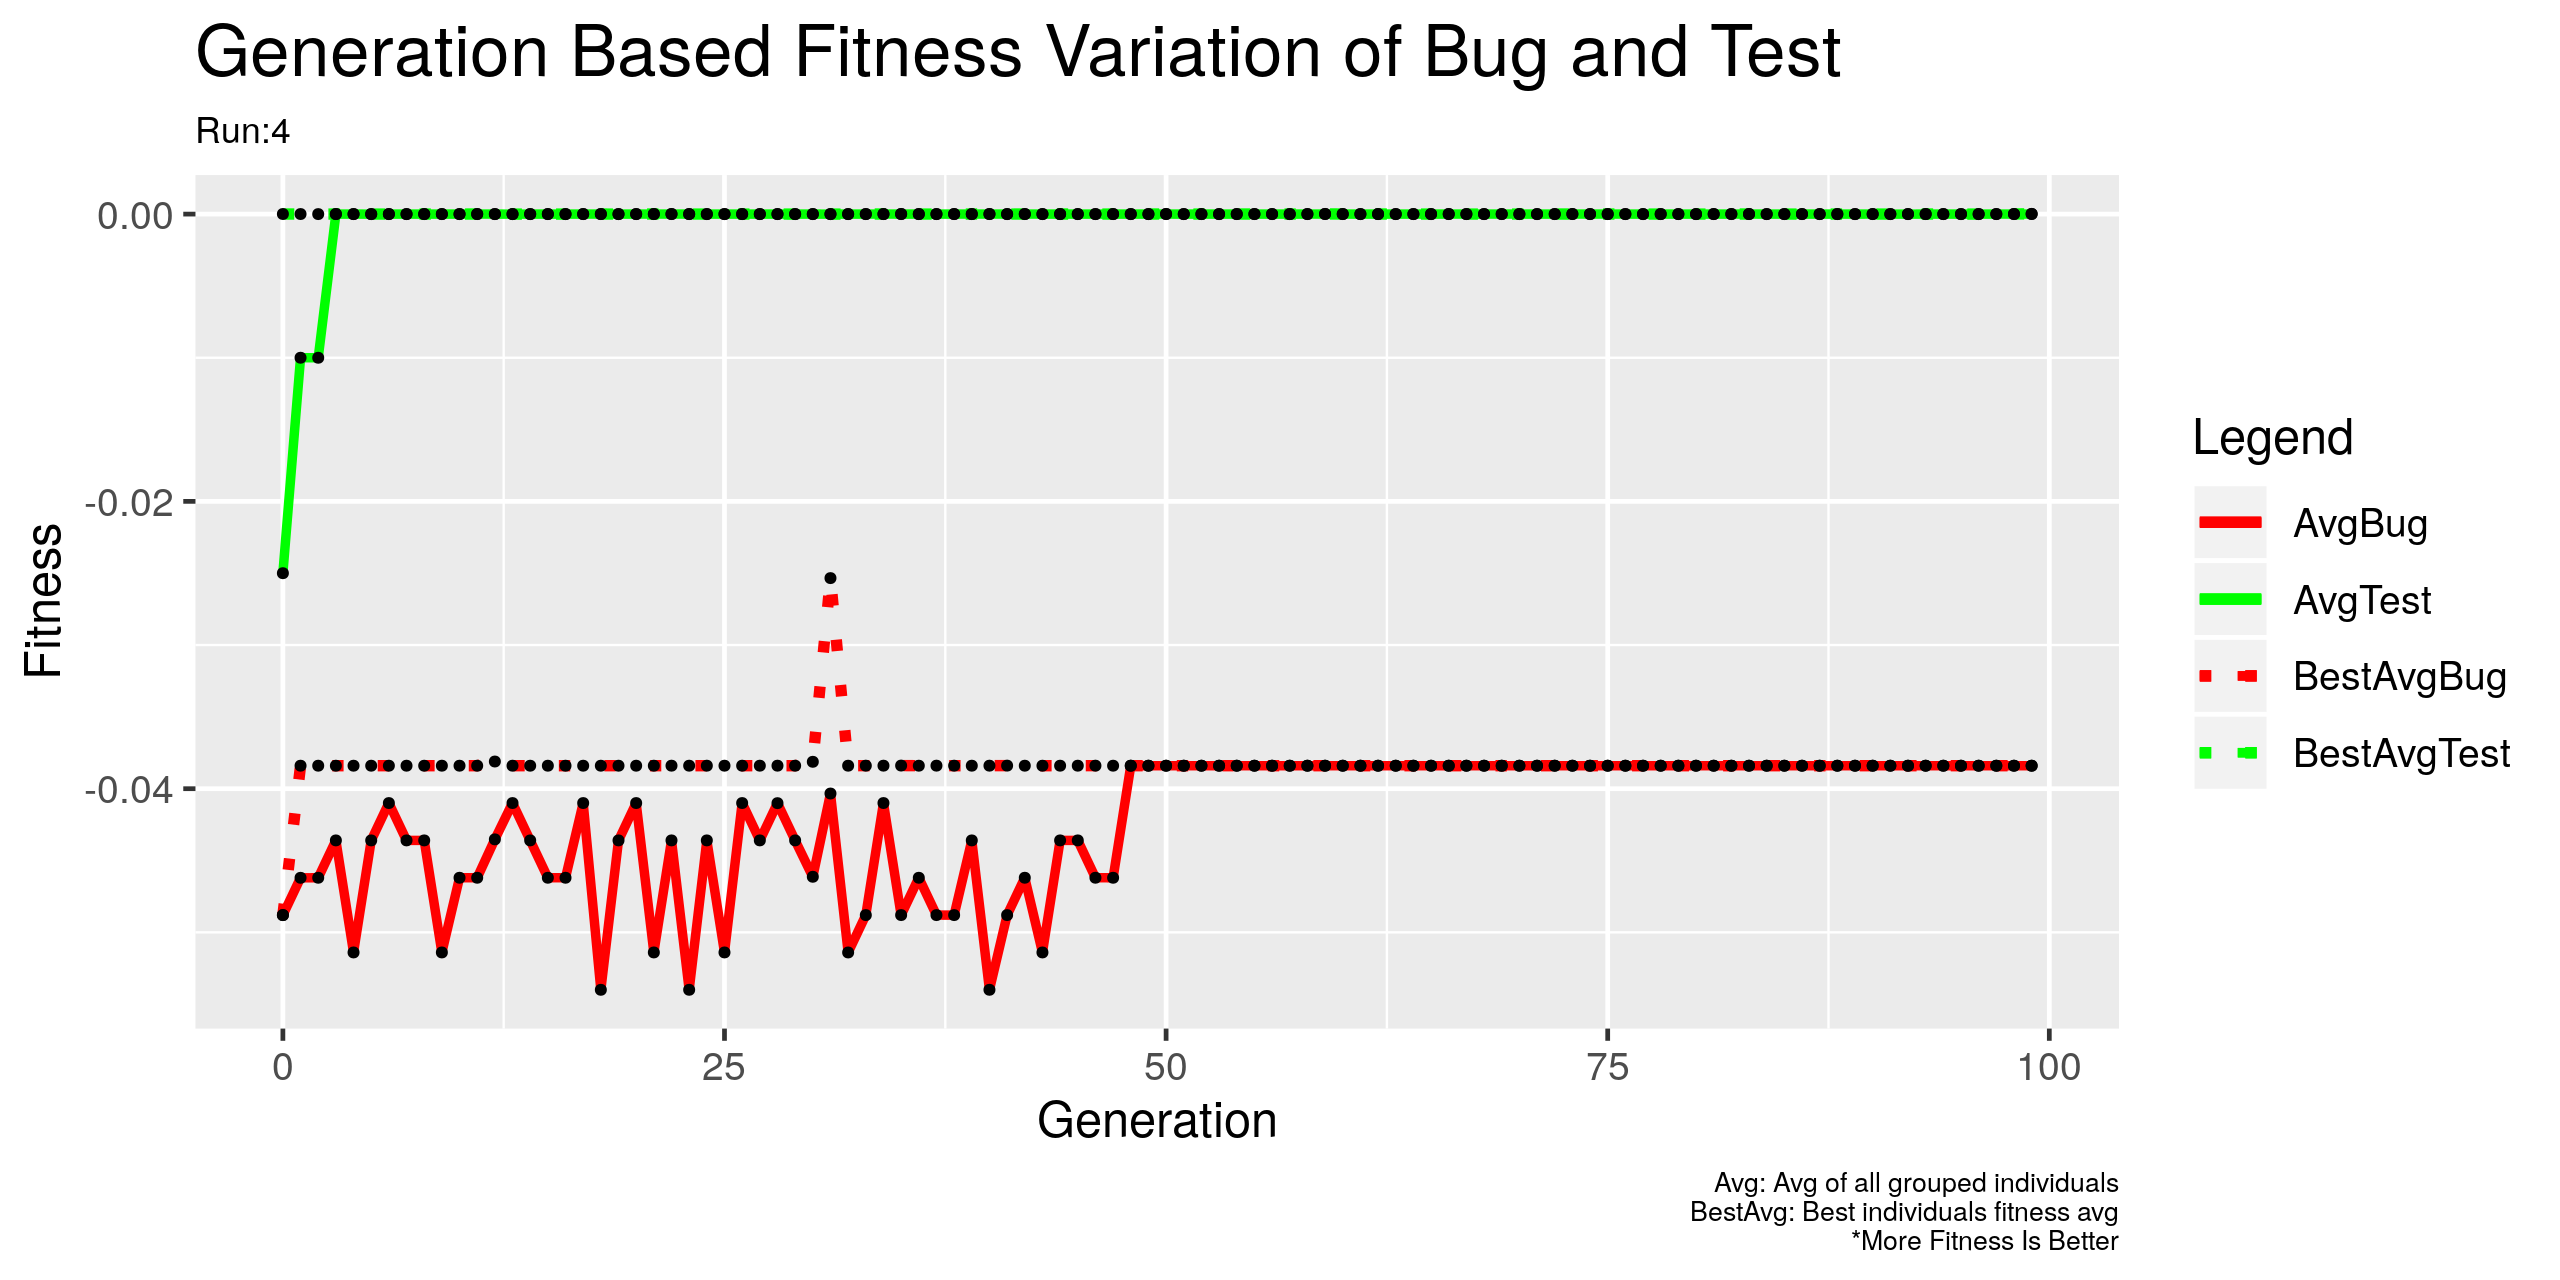 Generation Based Fitness Variation of Bug and Test
Run:4
0.00
-0.02
-0.04
Fitness
0
25
50
75
100
Generation
Legend
AvgBug
AvgTest
BestAvgBug
BestAvgTest
Avg: Avg of all grouped individuals
BestAvg: Best individuals fitness avg
*More Fitness Is Better